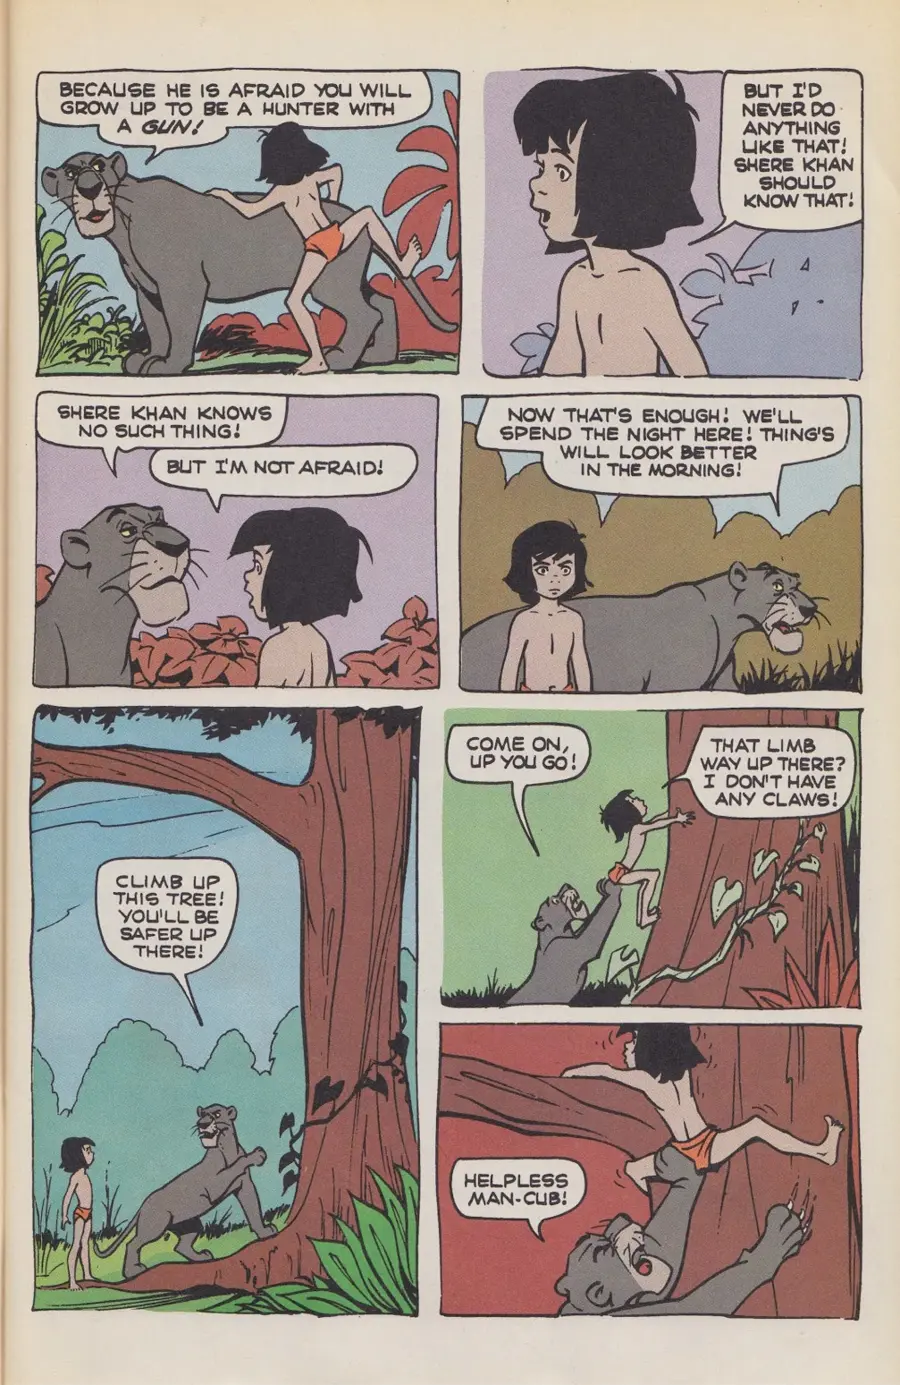 BECAUSE HE IS AFRAID YOU WILL
GROW UP TO BE A HUNTER WITH
A GUN!
BUT I'D
NEVER DO
ANYTHING
LIKE THAT!
SHERE KHAN
SHOULD
KNOW THAT!
SHERE KHAN KNOWS
NO SUCH THING!
BUT I'M NOT AFRAID!
NOW THAT'S ENOUGH! WE'LL
SPEND THE NIGHT HERE! THING'S
WILL LOOK BETTER
IN THE MORNING!
CLIMB UP
THIS TREE!
YOU'LL BE
SAFER UP
THERE!
COME ON,
UP YOU GO!
THAT LIMB
WAY UP THERE?
I DON'T HAVE
ANY CLAWS!
HELPLESS
MAN-CUB!